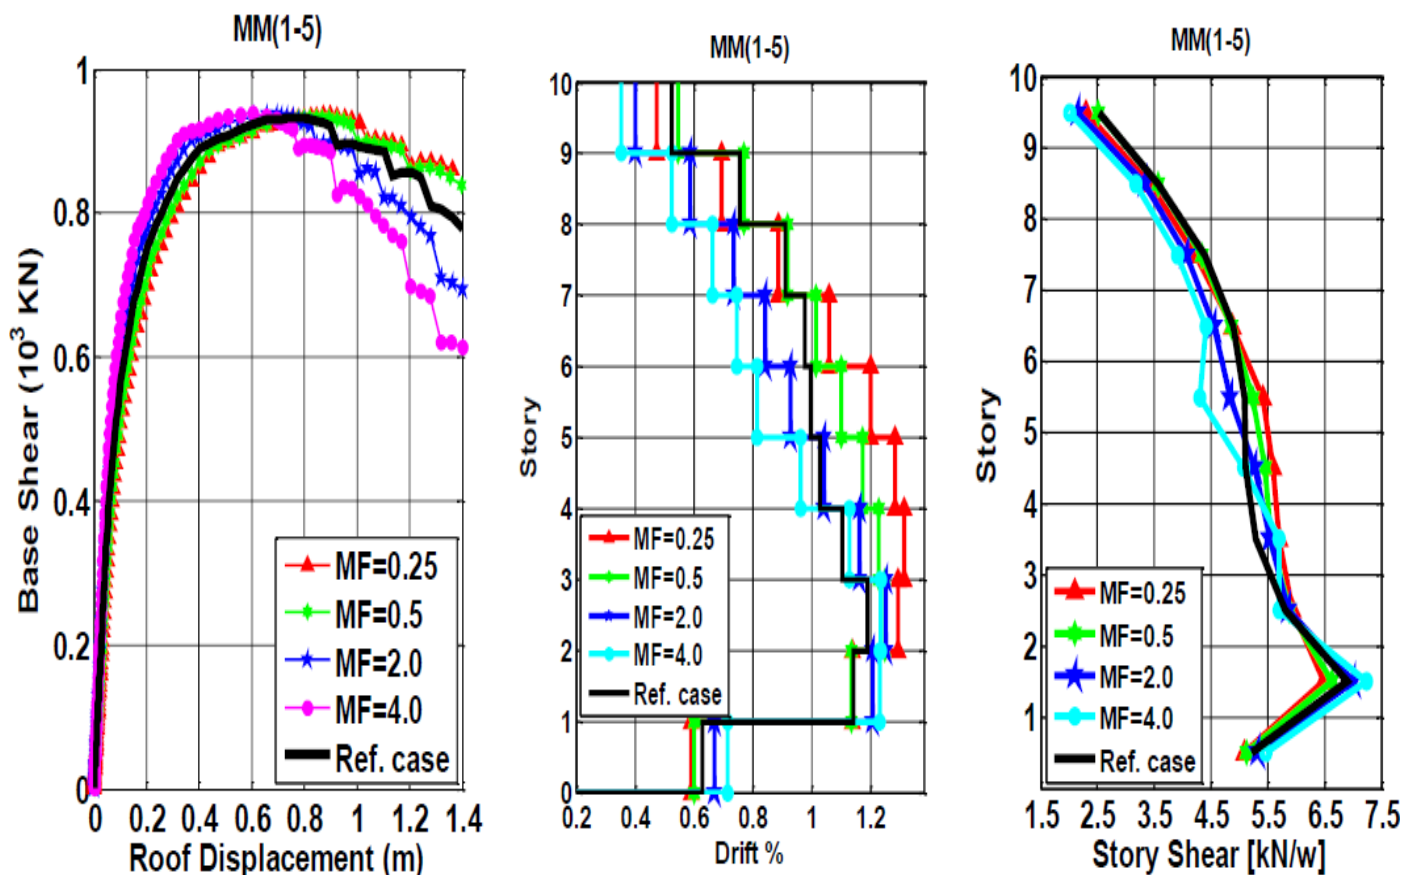 MM(1-5)
1
0.8
0.6
0.4
0.2
0
0 0.2 0.4 0.6 0.8 1 1.2 1.4
Base Shear (10³ KN)
Roof Displacement (m)
MF=0.25
MF=0.5
MF=2.0
MF=4.0
Ref. case
MM(1-5)
10
9
8
7
6
5
4
3
2
1
0
0.2 0.4 0.6 0.8 1 1.2
Story
Drift %
MF=0.25
MF=0.5
MF=2.0
MF=4.0
Ref. case
MM(1-5)
10
9
8
7
6
5
4
3
2
1
1.5 2.5 3.5 4.5 5.5 6.5 7.5
Story
Story Shear [kN/w]
MF=0.25
MF=0.5
MF=2.0
MF=4.0
Ref. case